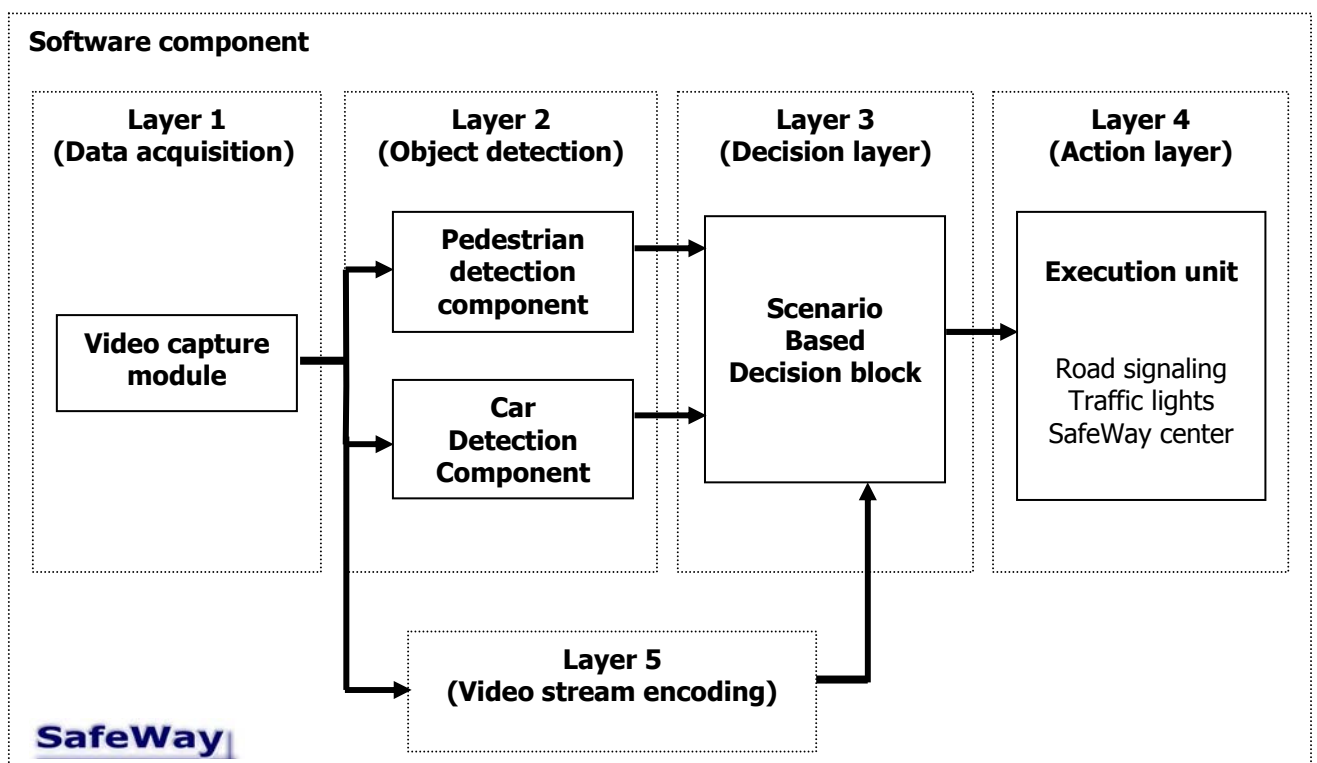 Software component
Layer 1
(Data acquisition)
Video capture
module
Layer 2
(Object detection)
Pedestrian
detection
component
Car
Detection
Component
Layer 3
(Decision layer)
Scenario
Based
Decision block
Layer 4
(Action layer)
Execution unit
Road signaling
Traffic lights
SafeWay center
Layer 5
(Video stream encoding)
SafeWay